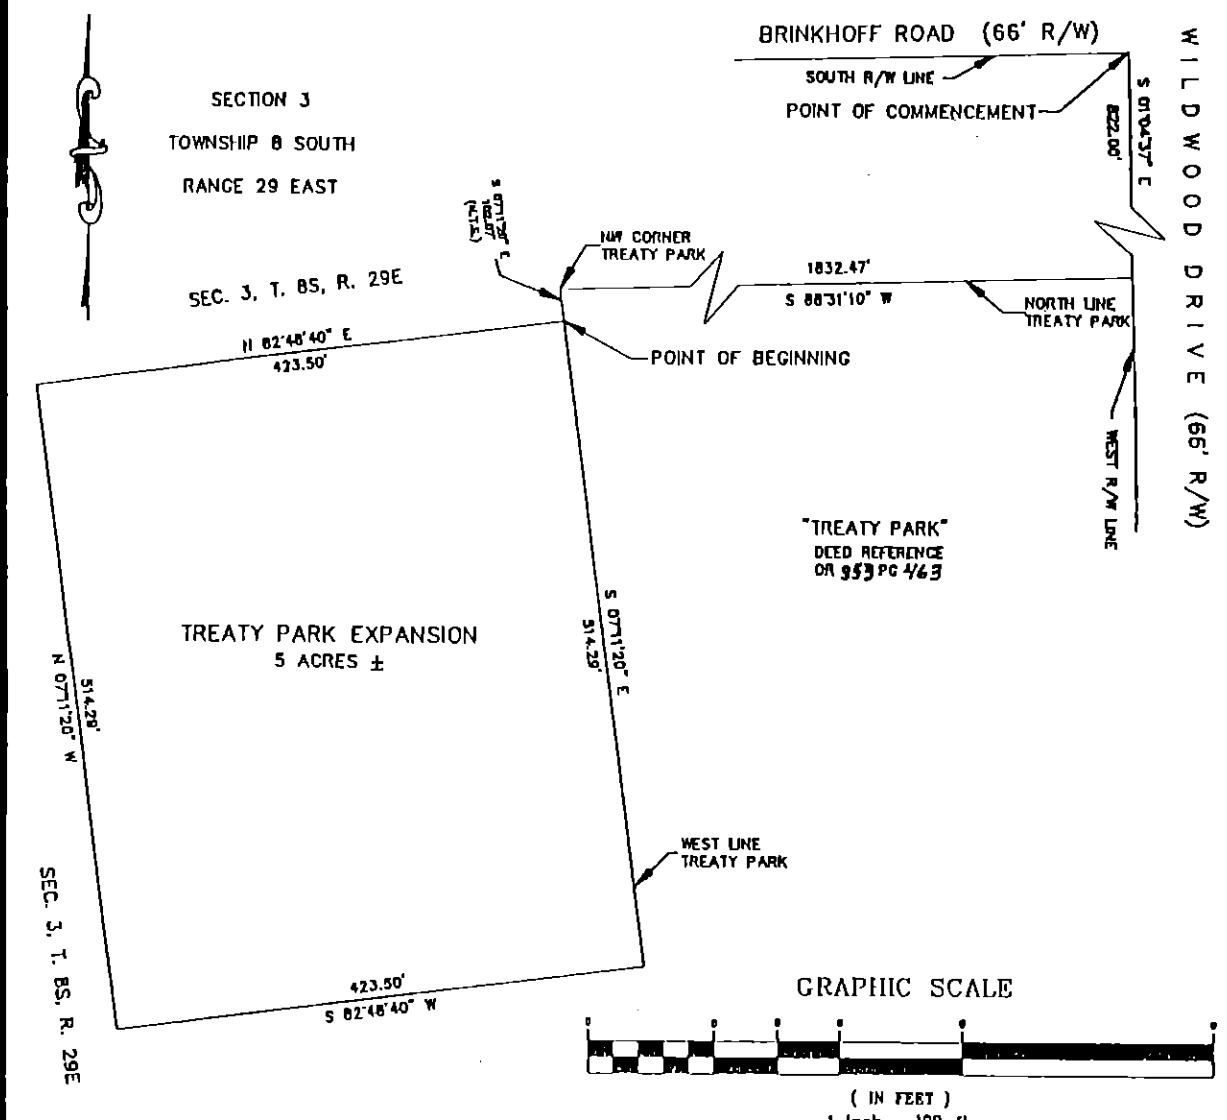 BRINKHOFF ROAD (66' R/W)
SOUTH R/W LINE
POINT OF COMMENCEMENT
S 01°04'37" E
822.00'
WILDWOOD DRIVE (66' R/W)
SECTION 3
TOWNSHIP 8 SOUTH
RANGE 29 EAST
S 07°11'20" E
(N.T.S.)
NW CORNER
TREATY PARK
1832.47'
S 88°31'10" W
NORTH LINE
TREATY PARK
SEC. 3, T. 8S, R. 29E
N 82°48'40" E
423.50'
POINT OF BEGINNING
WEST R/W LINE
"TREATY PARK"
DEED REFERENCE
OR 953 PG 463
TREATY PARK EXPANSION
5 ACRES ±
S 07°11'20" E
514.29'
514.29'
N 07°11'20" W
WEST LINE
TREATY PARK
SEC. 3, T. 8S, R. 29E
423.50'
S 82°48'40" W
GRAPHIC SCALE
( IN FEET )